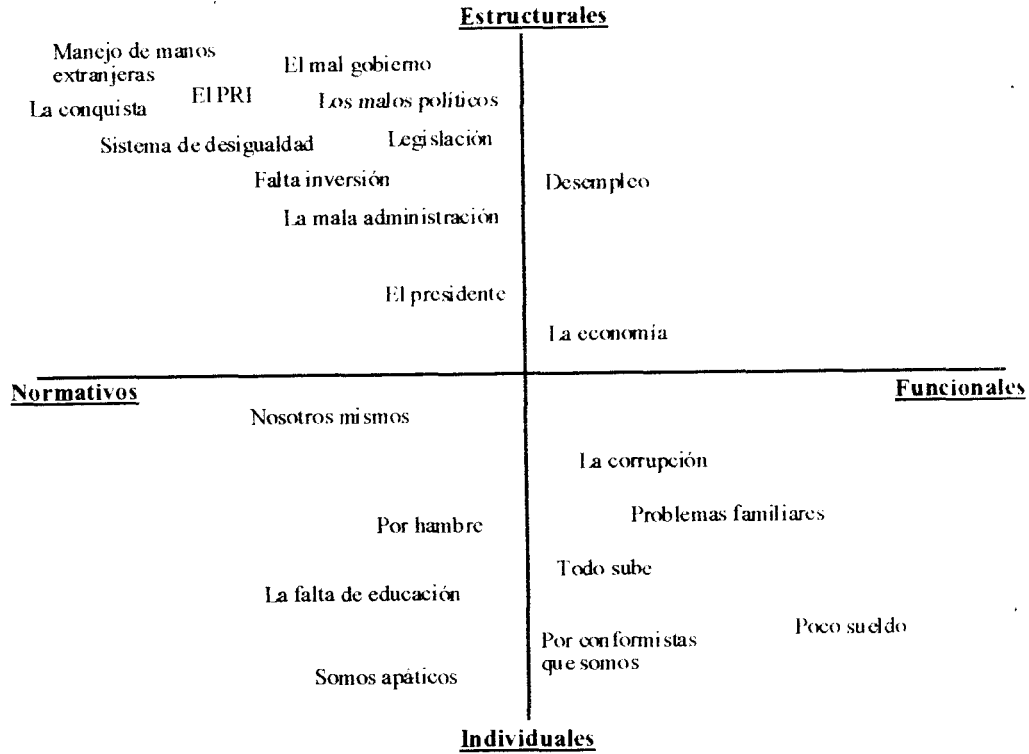 Estructurales
Manejo de manos
extranjeras
El mal gobierno
El PRI
La conquista
Los malos políticos
Sistema de desigualdad
Legislación
Falta inversión
Desempleo
La mala administración
El presidente
La economía
Normativos
Funcionales
Nosotros mismos
La corrupción
Problemas familiares
Por hambre
Todo sube
La falta de educación
Poco sueldo
Por conformistas
que somos
Somos apáticos
Individuales